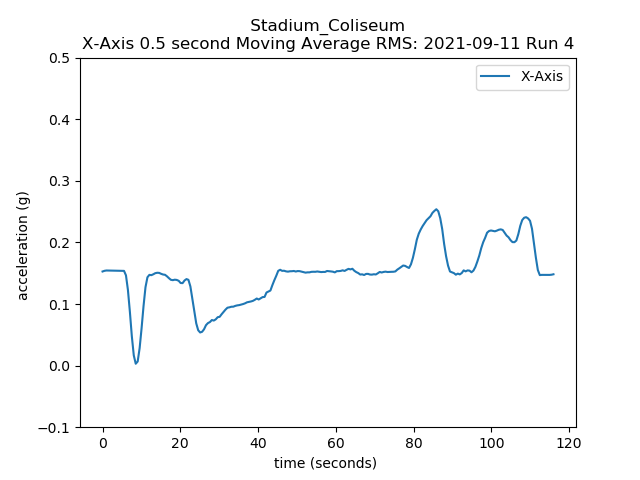 Stadium_Coliseum
X-Axis 0.5 second Moving Average RMS: 2021-09-11 Run 4
X-Axis
0.5
0.4
0.3
0.2
0.1
0.0
−0.1
acceleration (g)
0 20 40 60 80 100 120
time (seconds)